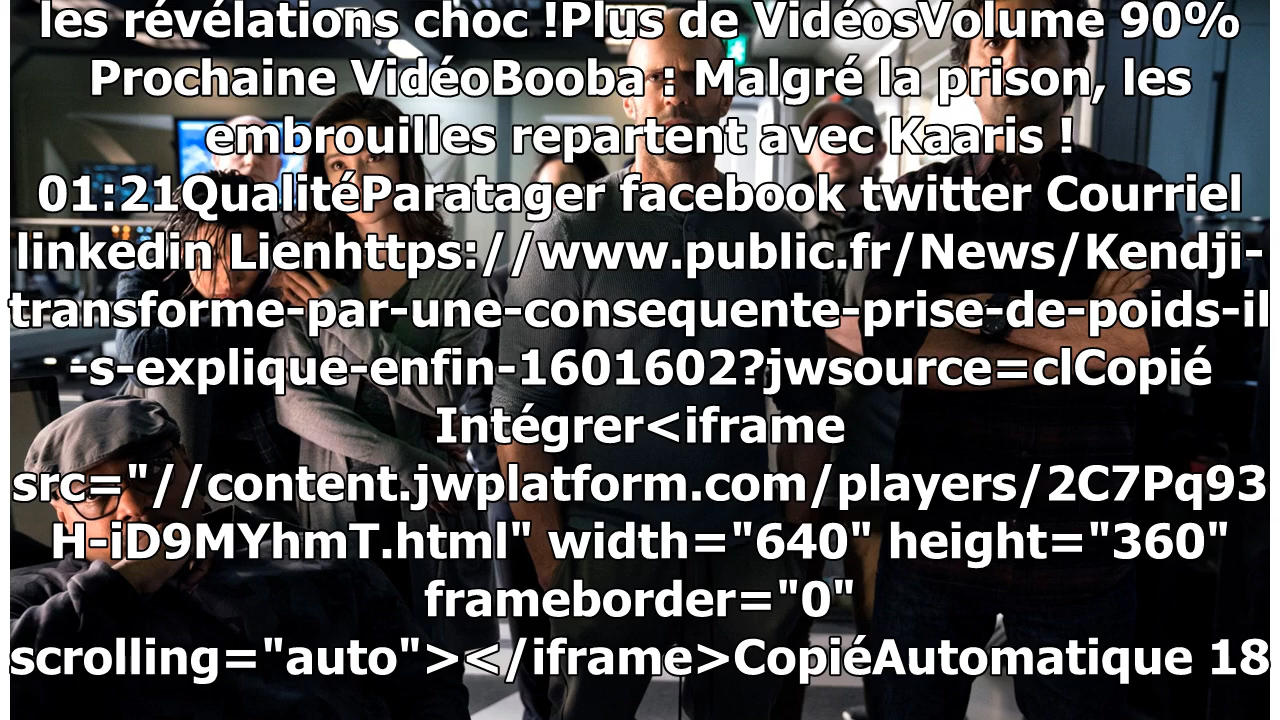 les révélations choc !Plus de VidéosVolume 90%
Prochaine VidéoBooba : Malgré la prison, les
embrouilles repartent avec Kaaris !
01:21QualitéParatager facebook twitter Courriel
linkedin Lienhttps://www.public.fr/News/Kendji-
transforme-par-une-consequente-prise-de-poids-il
-s-explique-enfin-1601602?jwsource=clCopié
Intégrer<iframe
src="//content.jwplatform.com/players/2C7Pq93
H-iD9MYhmT.html" width="640" height="360"
frameborder="0"
scrolling="auto"></iframe>CopiéAutomatique 18